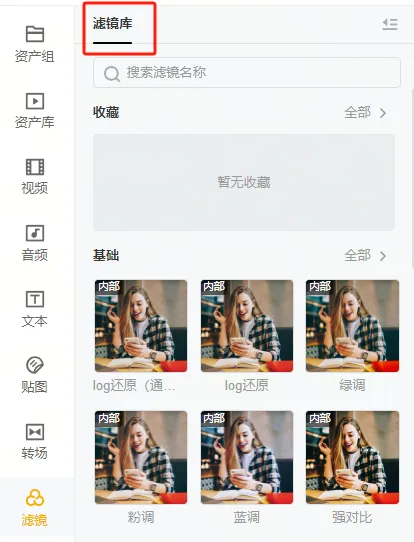 资产组
资产库
视频
音频
文本
贴图
转场
滤镜
滤镜库
搜索滤镜名称
收藏 全部
暂无收藏
基础 全部
内部 内部 内部
log还原（通... log还原 绿调
内部 内部 内部
粉调 蓝调 强对比